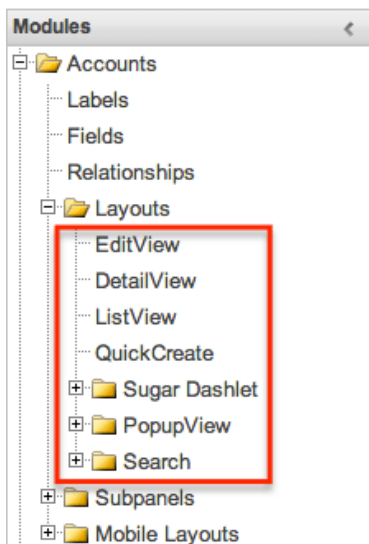 Modules
Accounts
Labels
Fields
Relationships
Layouts
EditView
DetailView
ListView
QuickCreate
Sugar Dashlet
PopupView
Search
Subpanels
Mobile Layouts